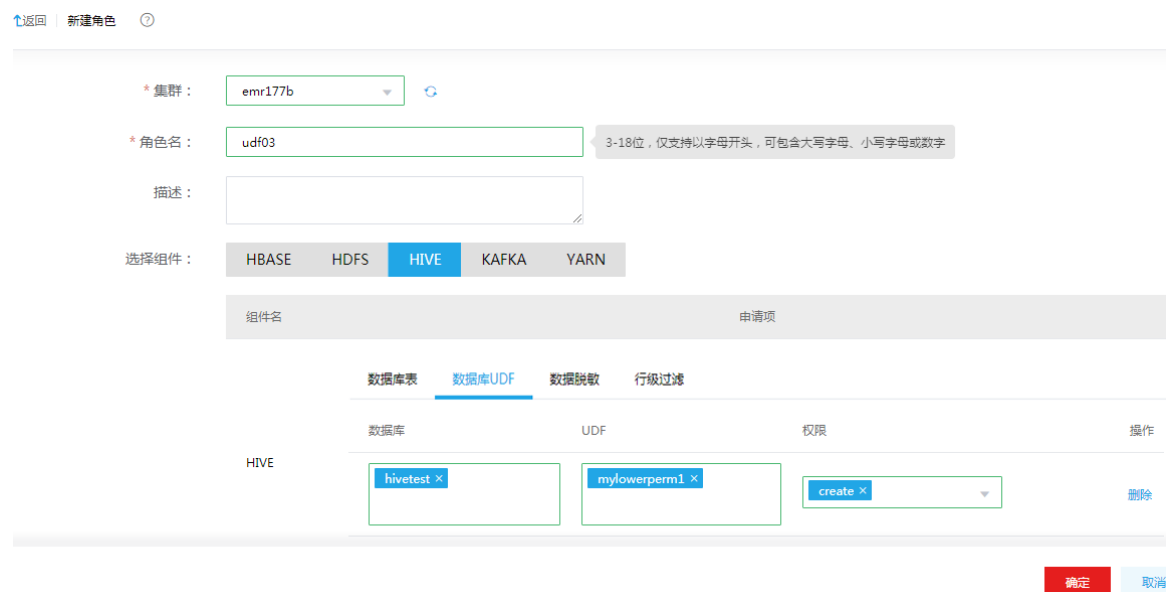 返回 新建角色 ?
* 集群： emr177b
* 角色名： udf03 3-18位，仅支持以字母开头，可包含大写字母、小写字母或数字
描述：
选择组件： HBASE HDFS HIVE KAFKA YARN
组件名 申请项
数据库表 数据库UDF 数据脱敏 行级过滤
数据库 UDF 权限 操作
HIVE
hivetest × mylowerperm1 × create × 删除
确定 取消